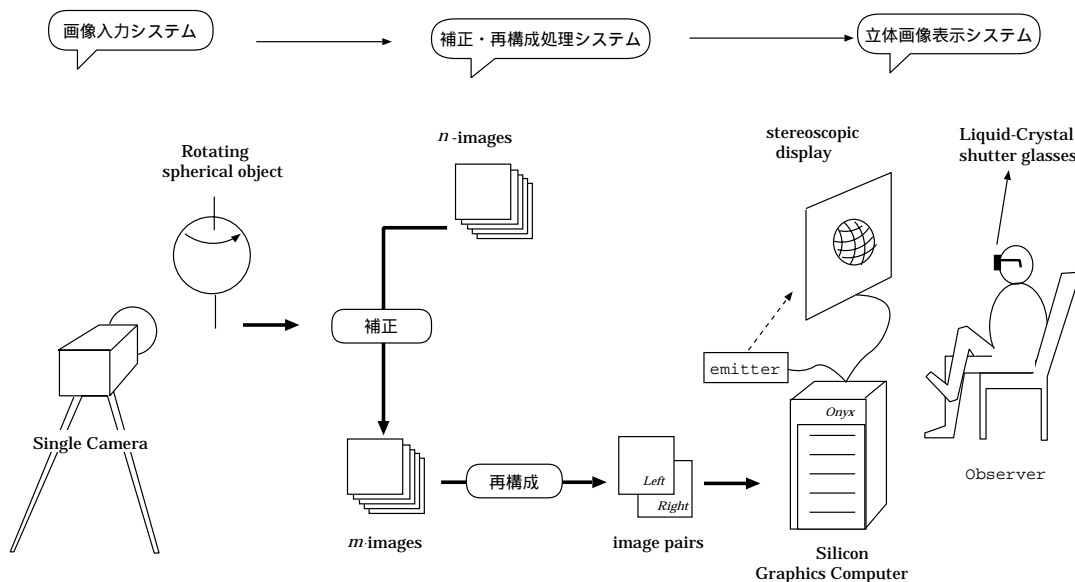 画像入力システム
補正・再構成処理システム
立体画像表示システム
Rotating
spherical object
n-images
stereoscopic
display
Liquid-Crystal
shutter glasses
補正
emitter
Onyx
Single Camera
再構成
Left
Right
Observer
m-images
image pairs
Silicon
Graphics Computer